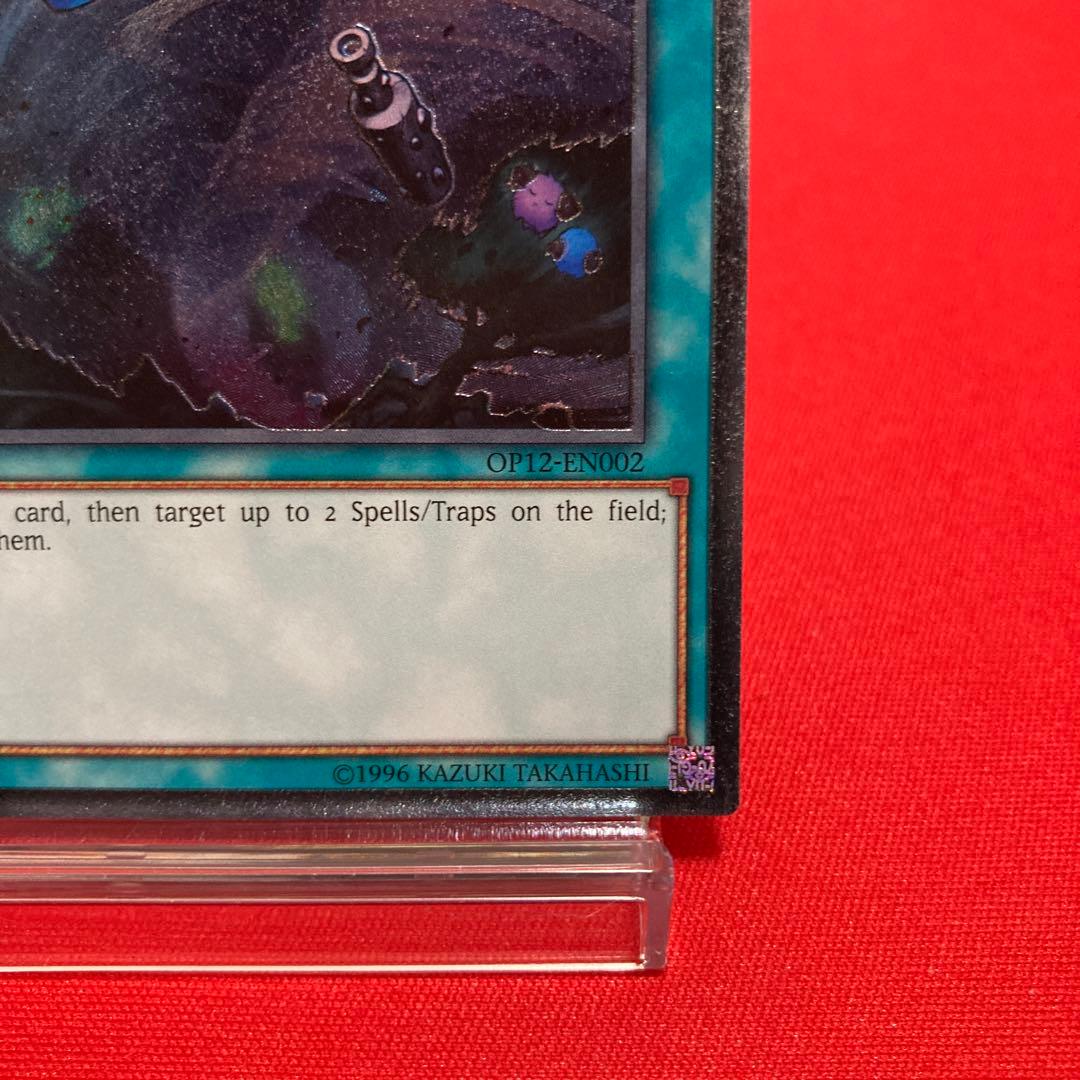 OP12-EN002
card, then target up to 2 Spells/Traps on the field;
hem.
©1996 KAZUKI TAKAHASHI